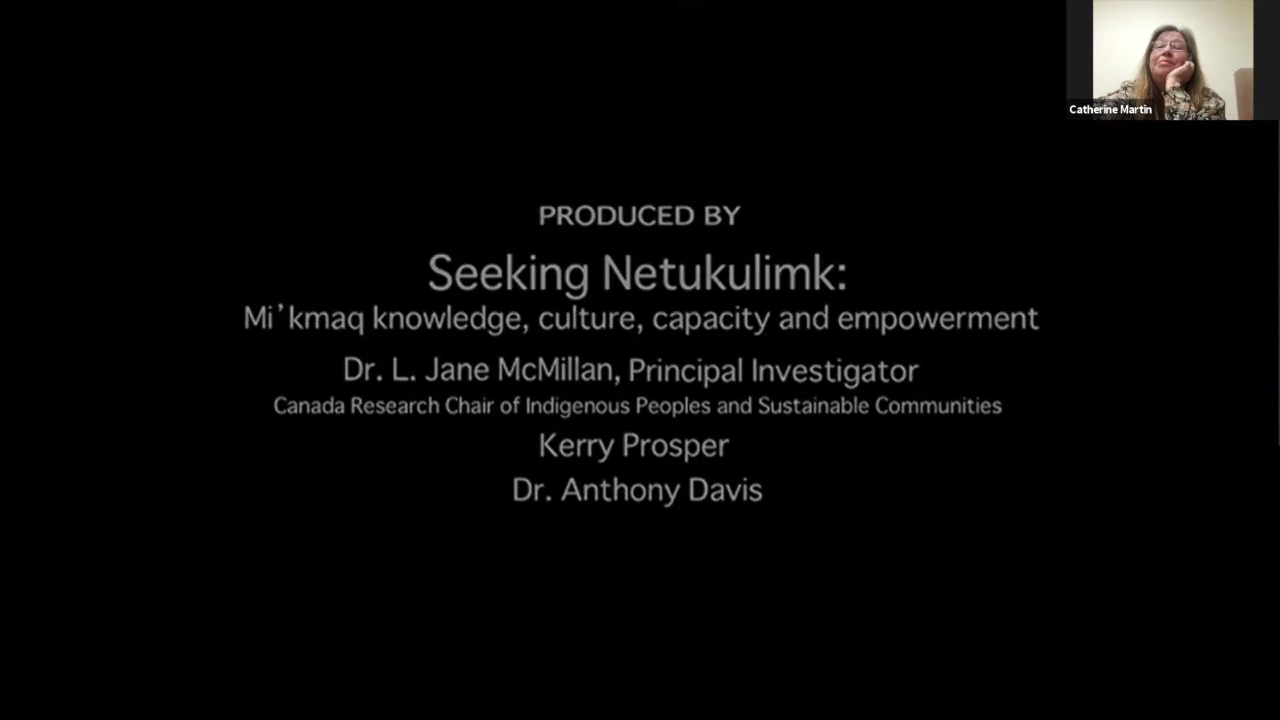 Catherine Martin
PRODUCED BY
Seeking Netukulimk:
Mi’kmaq knowledge, culture, capacity and empowerment
Dr. L. Jane McMillan, Principal Investigator
Canada Research Chair of Indigenous Peoples and Sustainable Communities
Kerry Prosper
Dr. Anthony Davis